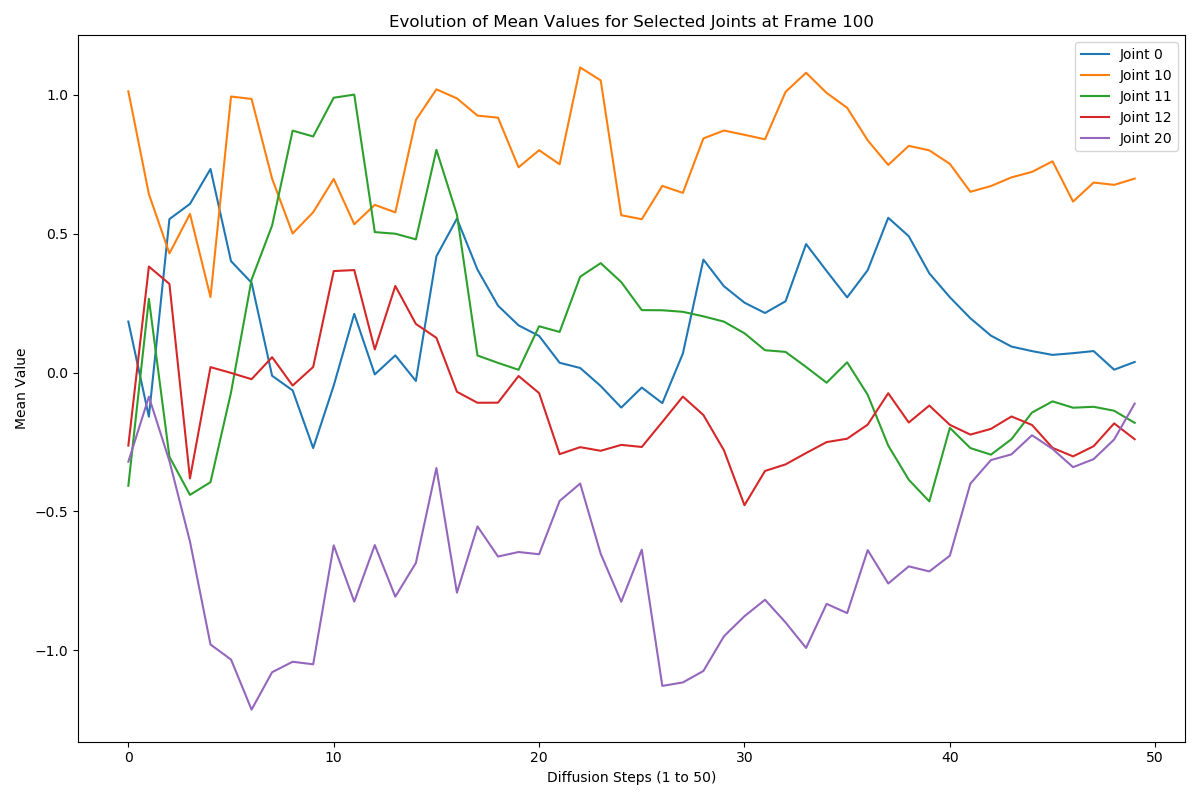 Evolution of Mean Values for Selected Joints at Frame 100
Joint 0
Joint 10
Joint 11
Joint 12
Joint 20
Mean Value
1.0
0.5
0.0
−0.5
−1.0
0 10 20 30 40 50
Diffusion Steps (1 to 50)